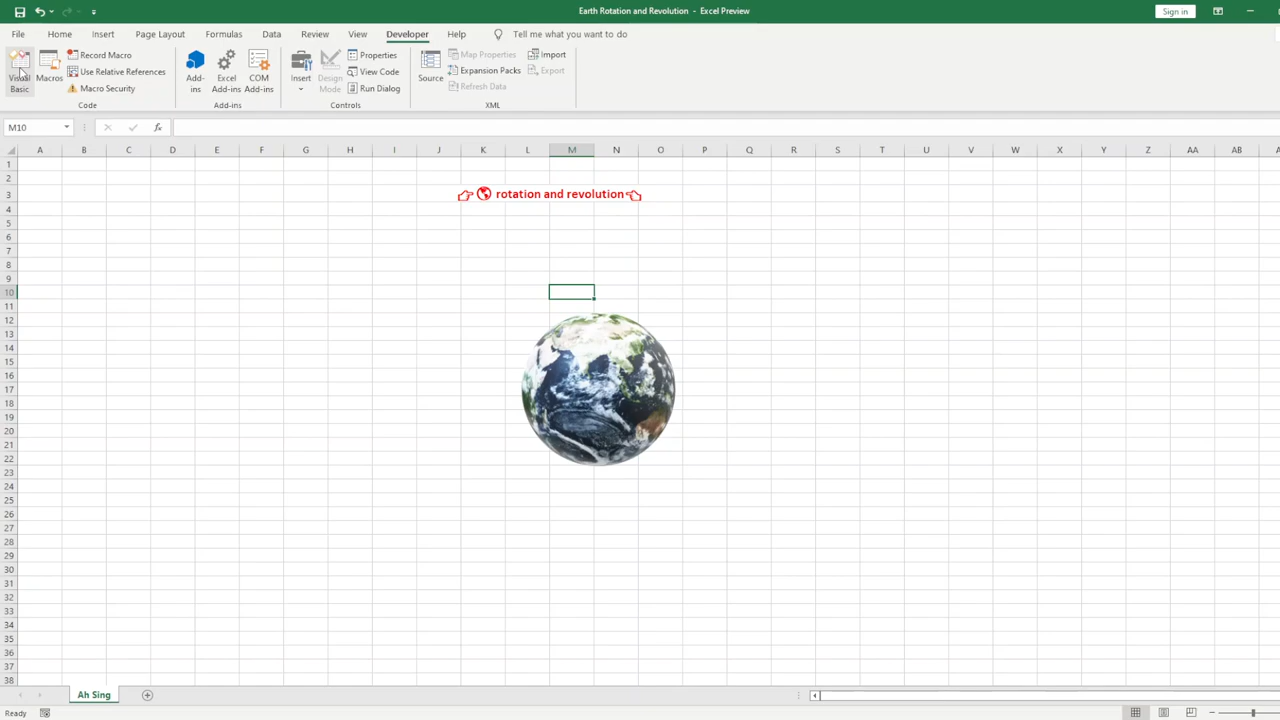 Earth Rotation and Revolution - Excel Preview
Sign in
File Home Insert Page Layout Formulas Data Review View Developer Help Tell me what you want to do
Visual Basic
Macros
Record Macro
Use Relative References
Macro Security
Code
Add-ins
Excel Add-ins
COM Add-ins
Add-ins
Insert
Design Mode
Properties
View Code
Run Dialog
Controls
Source
Map Properties
Expansion Packs
Refresh Data
Import
Export
XML
M10
fx
A B C D E F G H I J K L M N O P Q R S T U V W X Y Z AA AB
1
2
3 rotation and revolution
4
5
6
7
8
9
10
11
12
13
14
15
16
17
18
19
20
21
22
23
24
25
26
27
28
29
30
31
32
33
34
35
36
37
38
Ah Sing
Ready